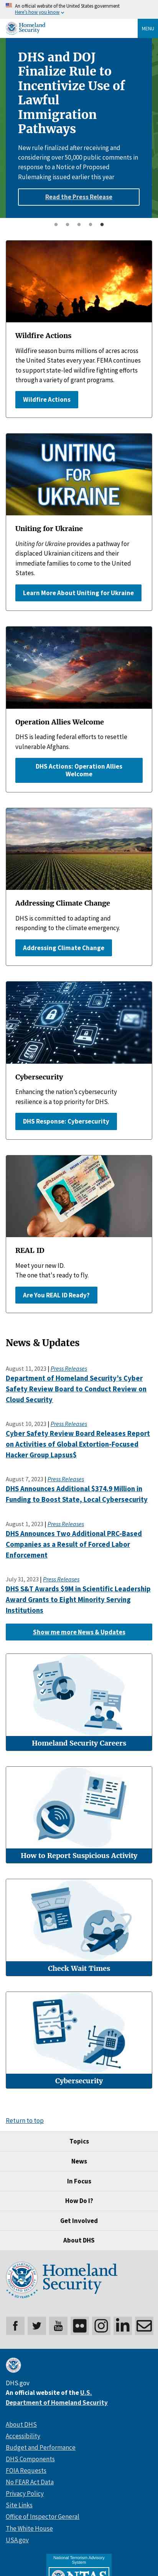 An official website of the United States government
Here's how you know
Homeland
Security
MENU
DHS and DOJ
Finalize Rule to
Incentivize Use of
Lawful
Immigration
Pathways
New rule finalized after receiving and
considering over 50,000 public comments in
response to a Notice of Proposed
Rulemaking issued earlier this year
Read the Press Release
Wildfire Actions
Wildfire season burns millions of acres across
the United States every year. FEMA continues
to support state-led and wildfire fighting efforts
through a variety of grant programs.
Wildfire Actions
UNITING
FOR
UKRAINE
Uniting for Ukraine
Uniting for Ukraine provides a pathway for
displaced Ukrainian citizens and their
immediate families to come to the United
States.
Learn More About Uniting for Ukraine
Operation Allies Welcome
DHS is leading federal efforts to resettle
vulnerable Afghans.
DHS Actions: Operation Allies
Welcome
Addressing Climate Change
DHS is committed to adapting and
responding to the climate emergency.
Addressing Climate Change
Cybersecurity
Enhancing the nation's cybersecurity
resilience is a top priority for DHS.
DHS Response: Cybersecurity
REAL ID
Meet your new ID.
The one that's ready to fly.
Are You REAL ID Ready?
News & Updates
August 11, 2023 | Press Releases
Department of Homeland Security's Cyber
Safety Review Board to Conduct Review on
Cloud Security
August 10, 2023 | Press Releases
Cyber Safety Review Board Releases Report
on Activities of Global Extortion-Focused
Hacker Group Lapsus$
August 7, 2023 | Press Releases
DHS Announces Additional $374.9 Million in
Funding to Boost State, Local Cybersecurity
August 1, 2023 | Press Releases
DHS Announces Two Additional PRC-Based
Companies as a Result of Forced Labor
Enforcement
July 31, 2023 | Press Releases
DHS S&T Awards $9M in Scientific Leadership
Award Grants to Eight Minority Serving
Institutions
Show me more News & Updates
Homeland Security Careers
How to Report Suspicious Activity
Check Wait Times
Cybersecurity
Return to top
Topics
News
In Focus
How Do I?
Get Involved
About DHS
Homeland
Security
DHS.gov
An official website of the U.S.
Department of Homeland Security
About DHS
Accessibility
Budget and Performance
DHS Components
FOIA Requests
No FEAR Act Data
Privacy Policy
Site Links
Office of Inspector General
The White House
USA.gov
National Terrorism Advisory
System
NTAS